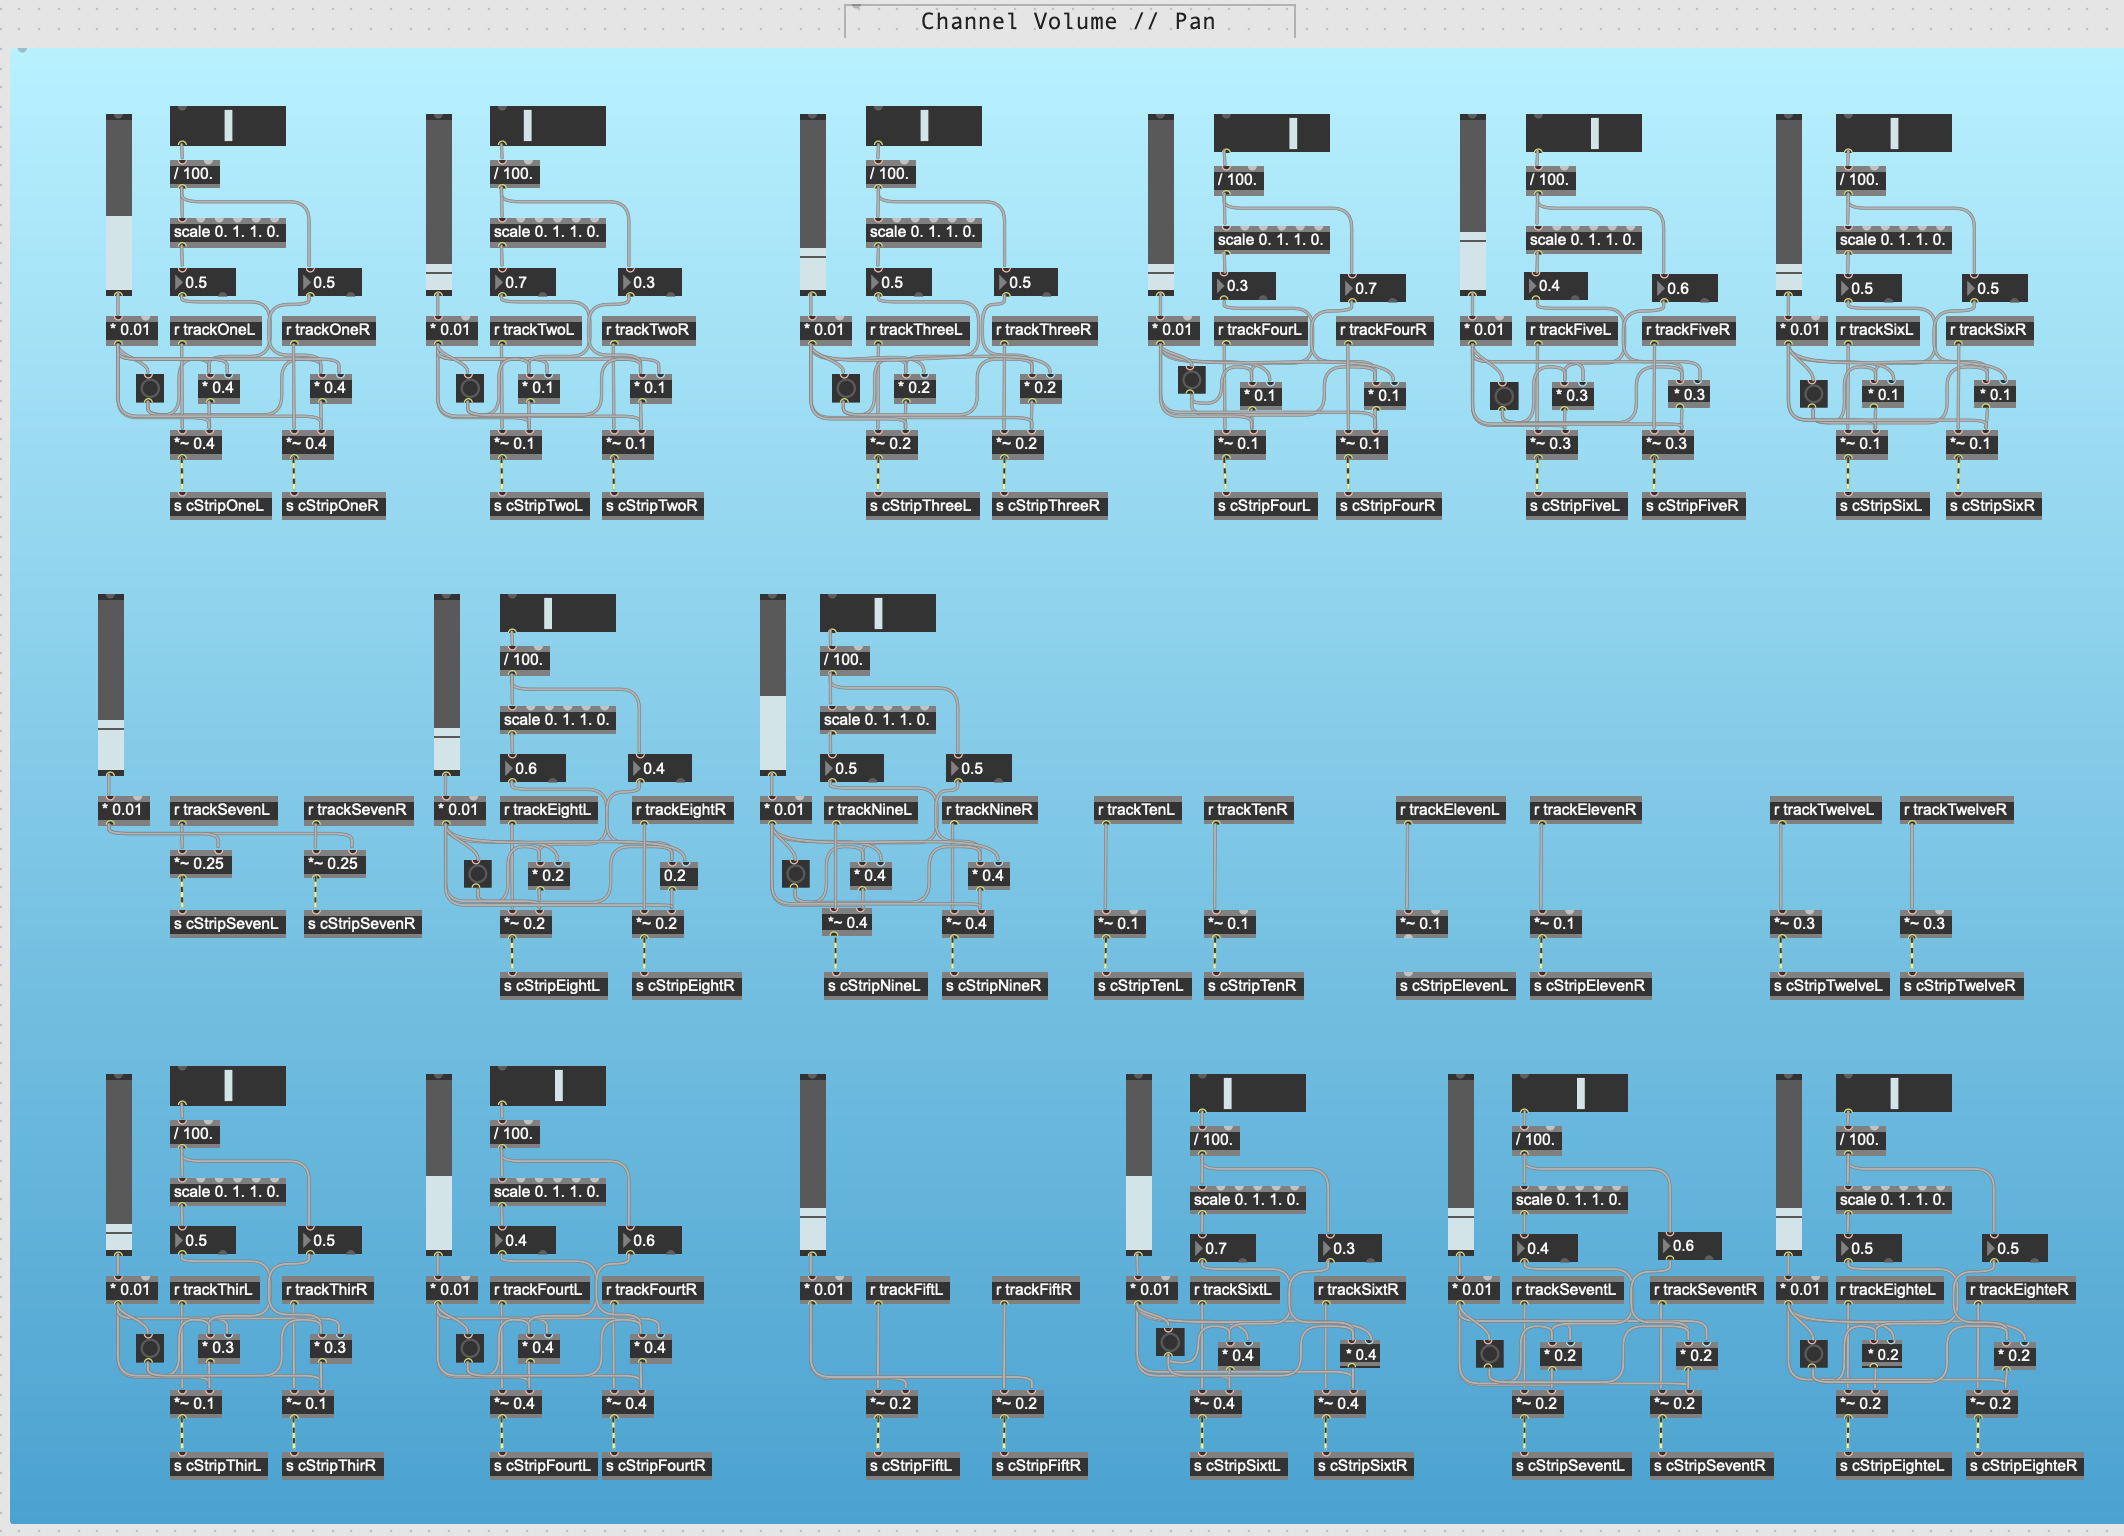 Channel Volume // Pan
/ 100.
/ 100.
/ 100.
/ 100.
/ 100.
/ 100.
scale 0. 1. 1. 0.
scale 0. 1. 1. 0.
scale 0. 1. 1. 0.
scale 0. 1. 1. 0.
scale 0. 1. 1. 0.
scale 0. 1. 1. 0.
0.5 0.5
0.7 0.3
0.5 0.5
0.3 0.7
0.4 0.6
0.5 0.5
* 0.01 r trackOneL r trackOneR
* 0.01 r trackTwoL r trackTwoR
* 0.01 r trackThreeL r trackThreeR
* 0.01 r trackFourL r trackFourR
* 0.01 r trackFiveL r trackFiveR
* 0.01 r trackSixL r trackSixR
* 0.4 * 0.4
* 0.1 * 0.1
* 0.2 * 0.2
* 0.1 * 0.1
* 0.3 * 0.3
* 0.1 * 0.1
*~ 0.4 *~ 0.4
*~ 0.1 *~ 0.1
*~ 0.2 *~ 0.2
*~ 0.1 *~ 0.1
*~ 0.3 *~ 0.3
*~ 0.1 *~ 0.1
s cStripOneL s cStripOneR
s cStripTwoL s cStripTwoR
s cStripThreeL s cStripThreeR
s cStripFourL s cStripFourR
s cStripFiveL s cStripFiveR
s cStripSixL s cStripSixR
/ 100.
/ 100.
scale 0. 1. 1. 0.
scale 0. 1. 1. 0.
0.6 0.4
0.5 0.5
* 0.01 r trackSevenL r trackSevenR
* 0.01 r trackEightL r trackEightR
* 0.01 r trackNineL r trackNineR
r trackTenL r trackTenR
r trackElevenL r trackElevenR
r trackTwelveL r trackTwelveR
*~ 0.25 *~ 0.25
* 0.2 0.2
* 0.4 * 0.4
s cStripSevenL s cStripSevenR
*~ 0.2 *~ 0.2
*~ 0.4 *~ 0.4
*~ 0.1 *~ 0.1
*~ 0.1 *~ 0.1
*~ 0.3 *~ 0.3
s cStripEightL s cStripEightR
s cStripNineL s cStripNineR
s cStripTenL s cStripTenR
s cStripElevenL s cStripElevenR
s cStripTwelveL s cStripTwelveR
/ 100.
/ 100.
/ 100.
/ 100.
/ 100.
scale 0. 1. 1. 0.
scale 0. 1. 1. 0.
scale 0. 1. 1. 0.
scale 0. 1. 1. 0.
scale 0. 1. 1. 0.
0.5 0.5
0.4 0.6
0.7 0.3
0.4 0.6
0.5 0.5
* 0.01 r trackThirL r trackThirR
* 0.01 r trackFourtL r trackFourtR
* 0.01 r trackFiftL r trackFiftR
* 0.01 r trackSixtL r trackSixtR
* 0.01 r trackSeventL r trackSeventR
* 0.01 r trackEighteL r trackEighteR
* 0.3 * 0.3
* 0.4 * 0.4
* 0.4 * 0.4
* 0.2 * 0.2
* 0.2 * 0.2
*~ 0.1 *~ 0.1
*~ 0.4 *~ 0.4
*~ 0.2 *~ 0.2
*~ 0.4 *~ 0.4
*~ 0.2 *~ 0.2
*~ 0.2 *~ 0.2
s cStripThirL s cStripThirR
s cStripFourtL s cStripFourtR
s cStripFiftL s cStripFiftR
s cStripSixtL s cStripSixtR
s cStripSeventL s cStripSeventR
s cStripEighteL s cStripEighteR